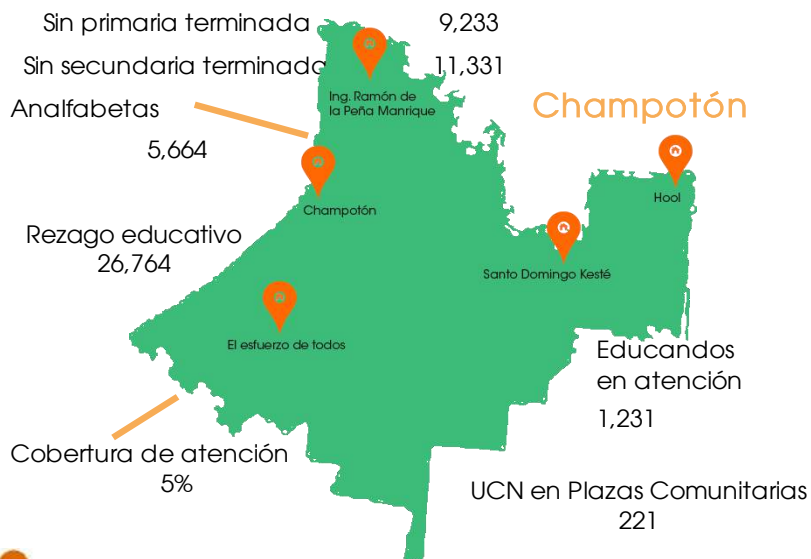 Sin primaria terminada 9,233
Sin secundaria terminada 11,331
Analfabetas
5,664
Ing. Ramón de
la Peña Manrique
Champotón
Hool
Champotón
Rezago educativo
26,764
Santo Domingo Kesté
El esfuerzo de todos
Educandos
en atención
1,231
Cobertura de atención
5%
UCN en Plazas Comunitarias
221